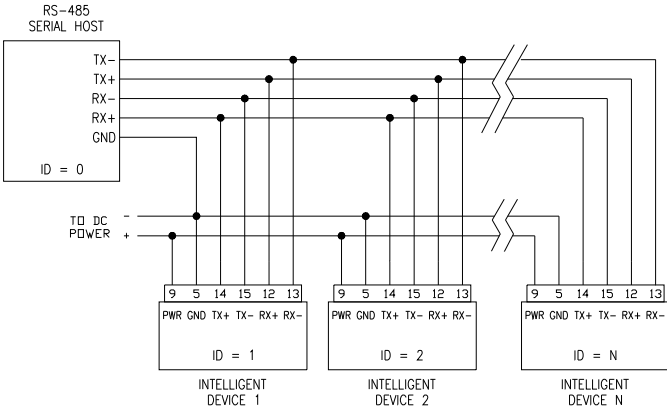 RS-485
SERIAL HOST
TX-
TX+
RX-
RX+
GND
ID = 0
TO DC -
POWER +
9 5 14 15 12 13
PWR GND TX+ TX- RX+ RX-
ID = 1
INTELLIGENT
DEVICE 1
9 5 14 15 12 13
PWR GND TX+ TX- RX+ RX-
ID = 2
INTELLIGENT
DEVICE 2
9 5 14 15 12 13
PWR GND TX+ TX- RX+ RX-
ID = N
INTELLIGENT
DEVICE N